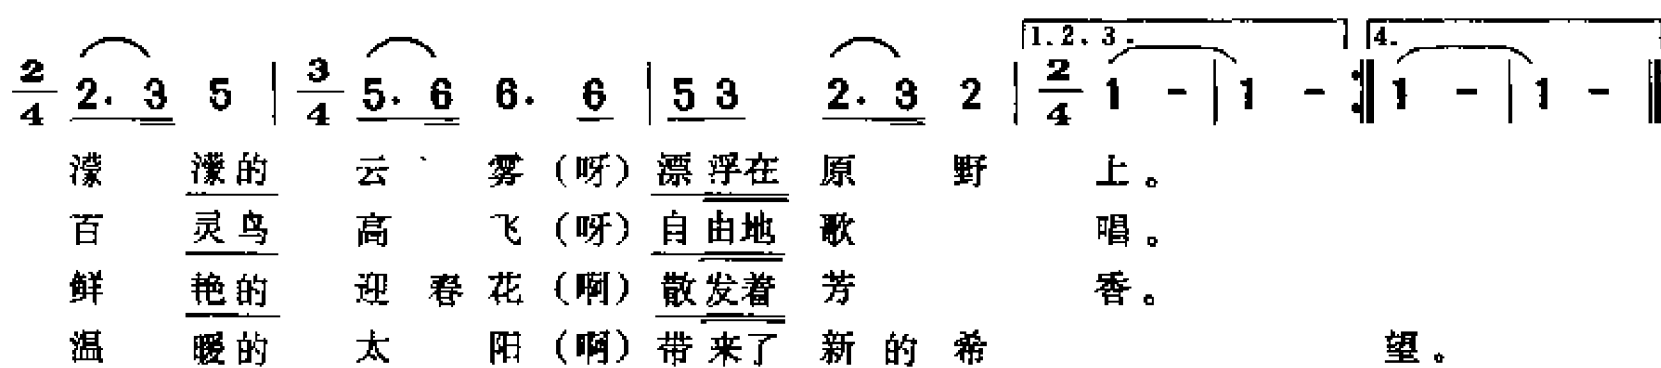 1.2.3. 4.
2/4 2. 3 5 | 3/4 5. 6 6. 6 | 5 3 2. 3 2 | 2/4 1 - | 1 - :‖ 1 - | 1 - ‖
濛 濛的 云 雾(呀)漂浮在原 野 上。
百 灵鸟 高 飞(呀)自由地歌 唱。
鲜 艳的 迎春花(啊)散发着芳 香。
温 暖的 太 阳(啊)带来了新的希 望。